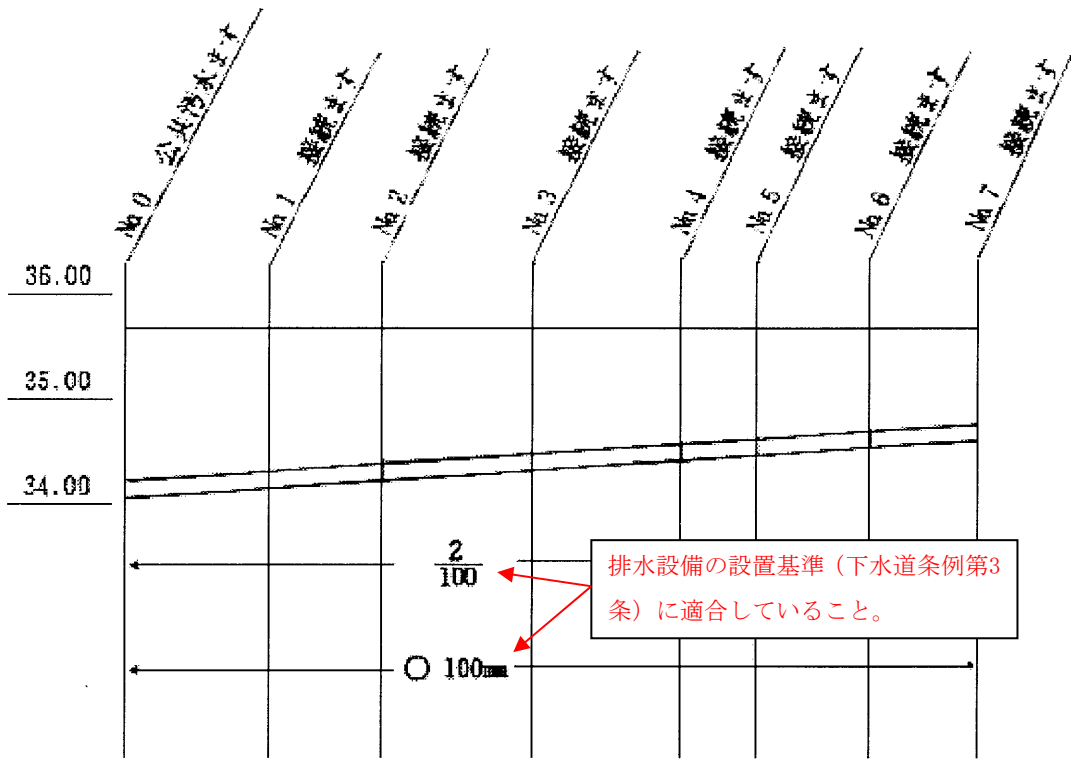 № 0 公共汚水ます
№ 1 接続ます
№ 2 接続ます
№ 3 接続ます
№ 4 接続ます
№ 5 接続ます
№ 6 接続ます
№ 7 接続ます
36.00
35.00
34.00
2
100
排水設備の設置基準（下水道条例第3
条）に適合していること。
○ 100mm